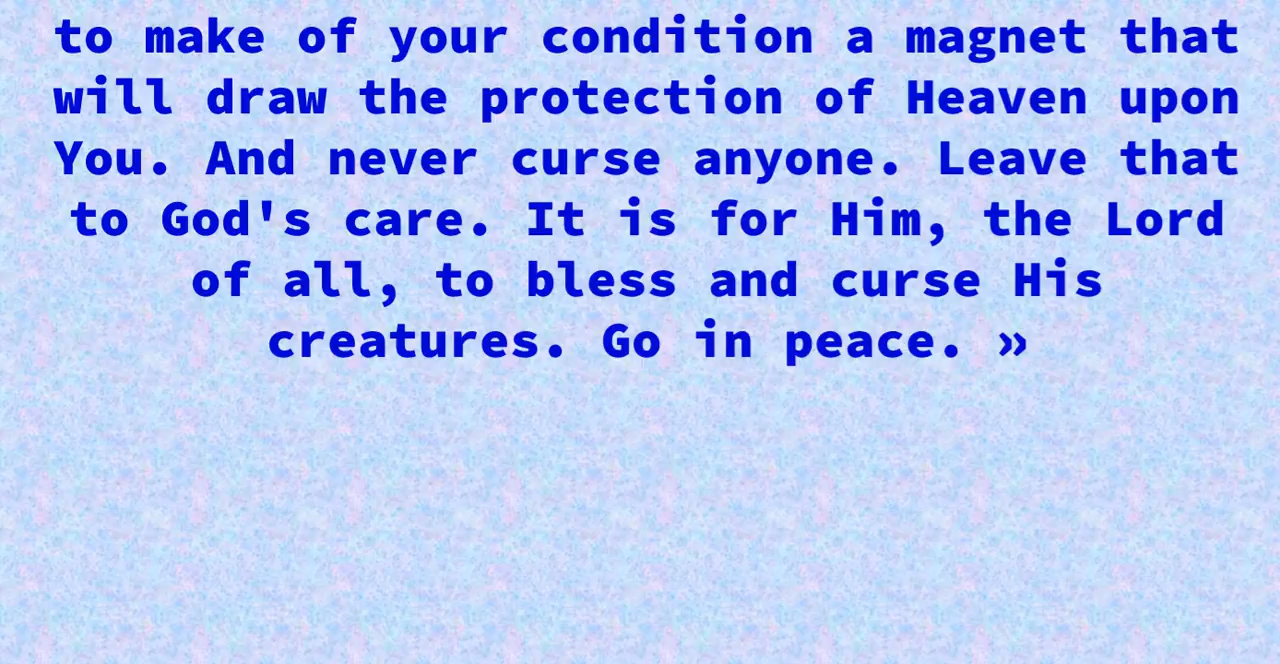 to make of your condition a magnet that
will draw the protection of Heaven upon
You. And never curse anyone. Leave that
to God's care. It is for Him, the Lord
of all, to bless and curse His
creatures. Go in peace. »